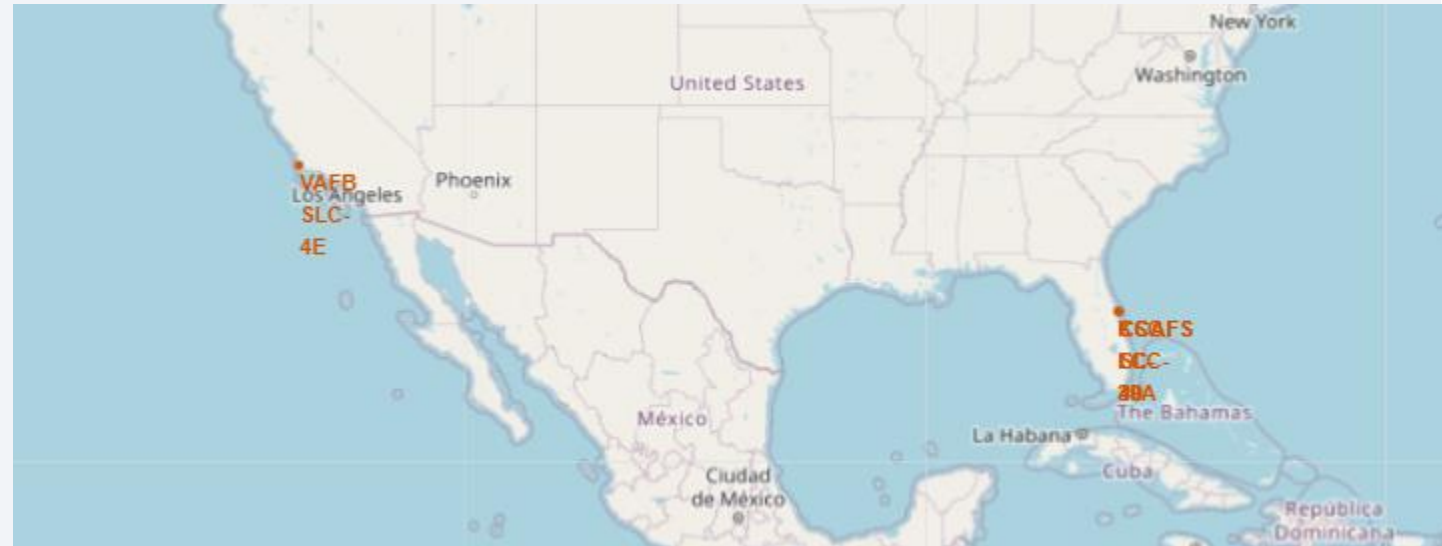 New York
Washington
United States
VAFB
SLC-
4E
Los Angeles
Phoenix
The Bahamas
México
La Habana
Cuba
Ciudad
de México
República
Dominicana